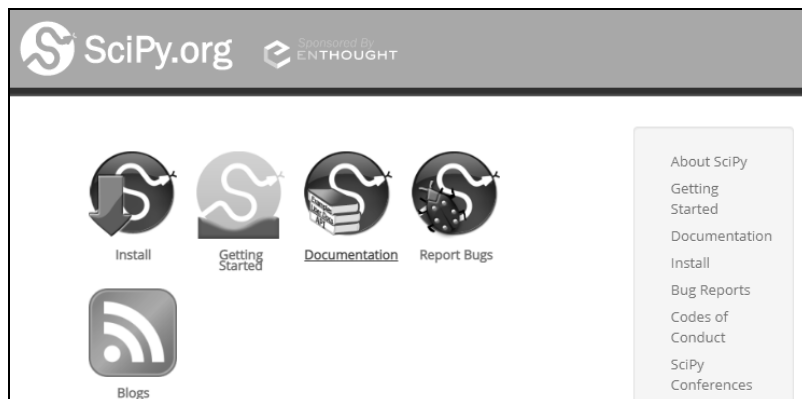 SciPy.org
Sponsored By
ENTHOUGHT
Install
Getting
Started
Documentation
Report Bugs
Blogs
About SciPy
Getting
Started
Documentation
Install
Bug Reports
Codes of
Conduct
SciPy
Conferences